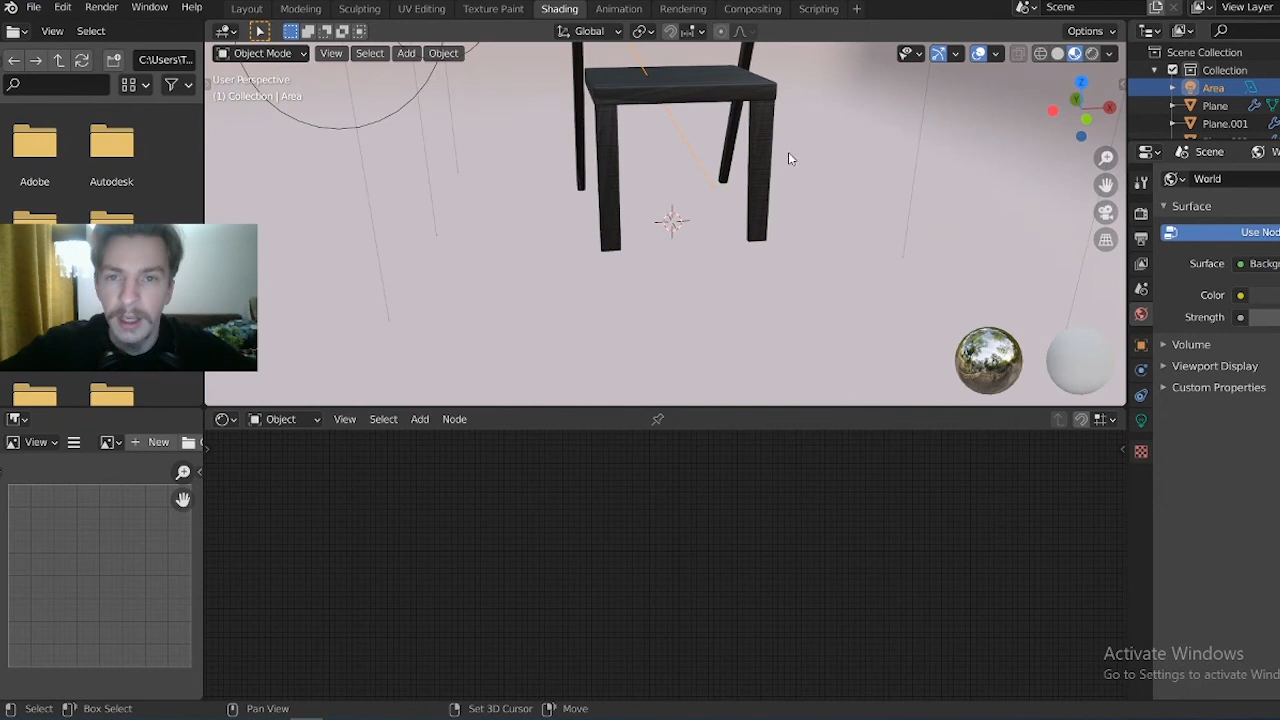 File Edit Render Window Help Layout Modeling Sculpting UV Editing Texture Paint Shading Animation Rendering Compositing Scripting + Scene View Layer
View Select Global Options
C:\Users\T... Object Mode View Select Add Object Scene Collection
User Perspective
(1) Collection | Area
Collection
Area
Plane
Plane.001
X
Y
Z
Scene
World
Adobe Autodesk
Surface
Use Nod
Surface Backgr
Color
Strength
Volume
Viewport Display
Custom Properties
Object View Select Add Node
View + New
Activate Windows
Go to Settings to activate Wind
Select Box Select Pan View Set 3D Cursor Move